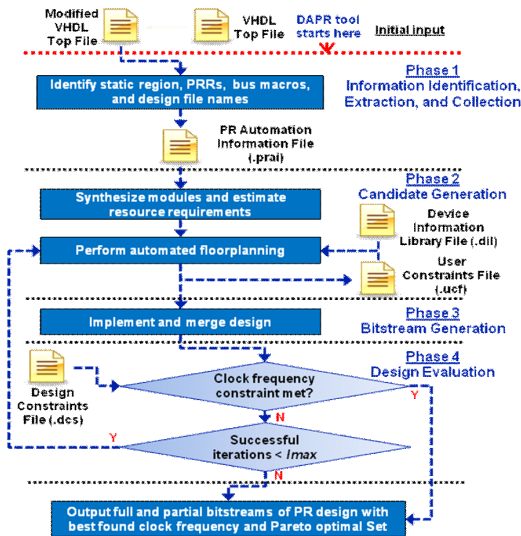 Modified
VHDL
Top File
VHDL
Top File
DAPR tool
starts here
Initial input
Phase 1
Information Identification,
Extraction, and Collection
Identify static region, PRRs, bus macros,
and design file names
PR Automation
Information File
(.prai)
Phase 2
Candidate Generation
Synthesize modules and estimate
resource requirements
Device
Information
Library File (.dil)
Perform automated floorplanning
User
Constraints File
(.ucf)
Phase 3
Bitstream Generation
Implement and merge design
Phase 4
Design Evaluation
Clock frequency
constraint met?
Y
Design
Constraints
File (.dcs)
N
Y
Successful
iterations < Imax
N
Output full and partial bitstreams of PR design with
best found clock frequency and Pareto optimal Set